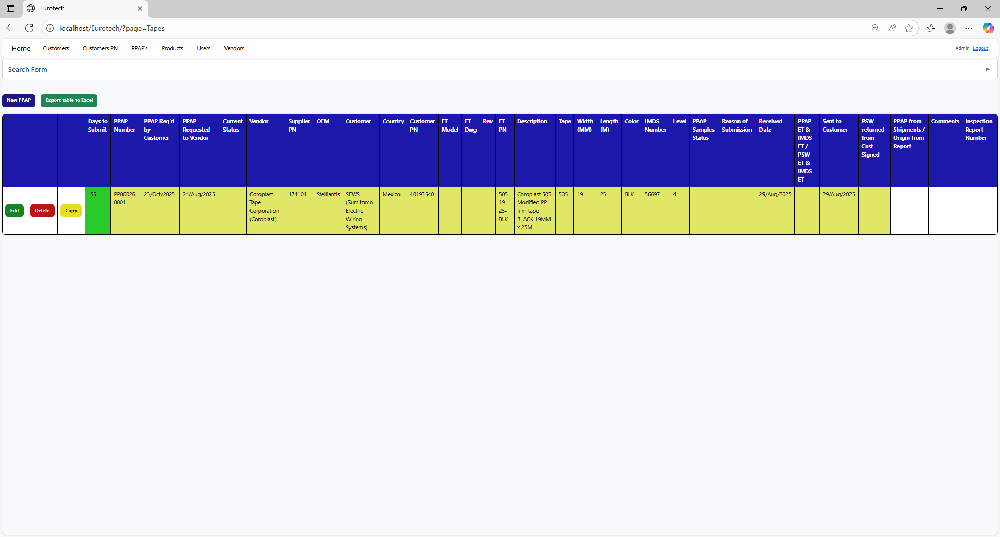 Eurotech
localhost/Eurotech/?page=Tapes
Home Customers Customers PN PPAP's Products Users Vendors Admin Logout
Search Form
New PPAP Export table to Excel
Days to Submit
PPAP Number
PPAP Req'd by Customer
PPAP Requested to Vendor
Current Status
Vendor
Supplier PN
OEM
Customer
Country
Customer PN
ET Model
ET Dwg
Rev
ET PN
Description
Tape
Width (MM)
Length (M)
Color
IMDS Number
Level
PPAP Samples Status
Reason of Submission
Received Date
PPAP ET & IMDS ET / PSW ET & IMDS ET
Sent to Customer
PSW returned from Cust Signed
PPAP from Shipments / Origin from Report
Comments
Inspection Report Number
Edit
Delete
Copy
-55
PP00026-0001
23/Oct/2025
24/Aug/2025
Coroplast Tape Corporation (Coroplast)
174104
Stelliantis
SEWS (Sumitomo Electric Wiring Systems)
Mexico
40193540
505-19-25-BLK
Coroplast 505 Modified PP-film tape BLACK 19MM x 25M
505
19
25
BLK
56697
4
29/Aug/2025
29/Aug/2025